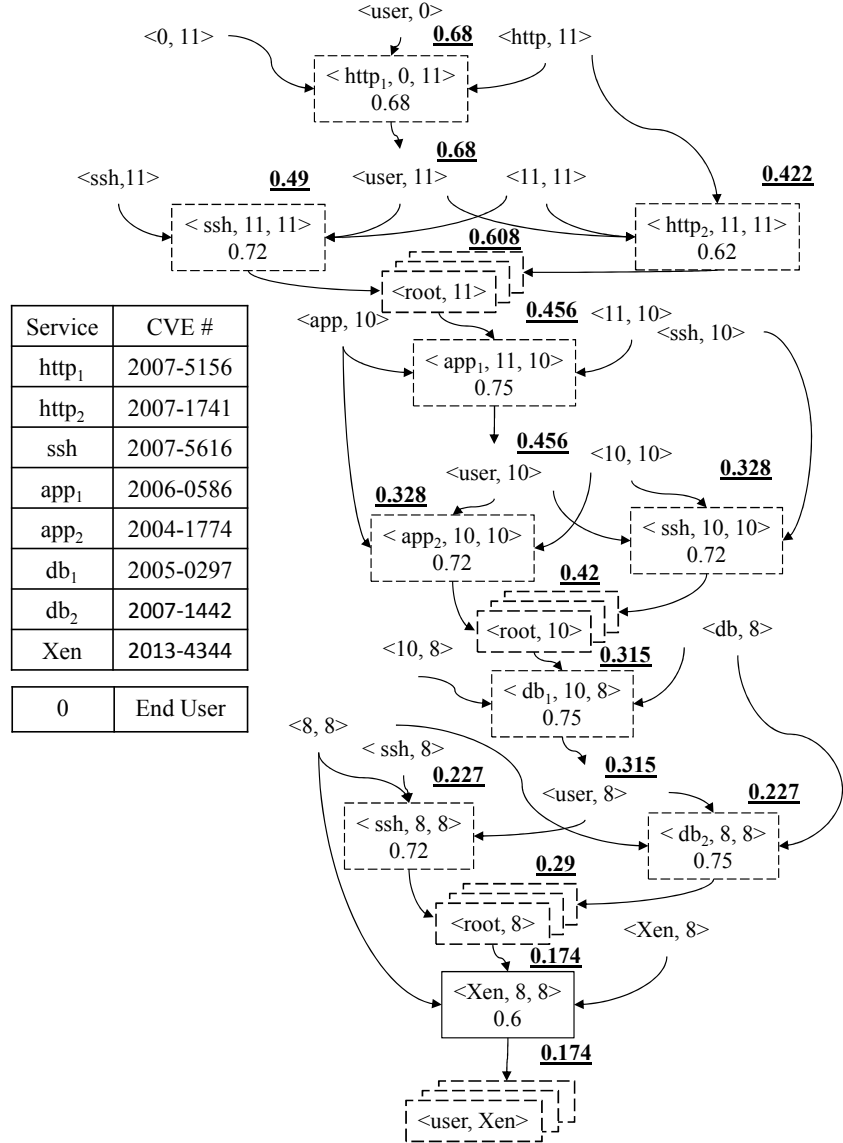 <user, 0>
<0, 11>
0.68
<http, 11>
< http₁, 0, 11>
0.68
0.68
<ssh,11>
0.49
<user, 11>
<11, 11>
0.422
< ssh, 11, 11>
0.72
< http₂, 11, 11>
0.62
0.608
<root, 11>
<app, 10>
0.456
<11, 10>
<ssh, 10>
< app₁, 11, 10>
0.75
0.456
<user, 10>
<10, 10>
0.328
0.328
< app₂, 10, 10>
0.72
< ssh, 10, 10>
0.72
0.42
<root, 10>
<db, 8>
<10, 8>
0.315
< db₁, 10, 8>
0.75
<8, 8>
< ssh, 8>
0.315
0.227
<user, 8>
0.227
< ssh, 8, 8>
0.72
< db₂, 8, 8>
0.75
0.29
<root, 8>
<Xen, 8>
0.174
<Xen, 8, 8>
0.6
0.174
<user, Xen>
Service CVE #
http₁ 2007-5156
http₂ 2007-1741
ssh 2007-5616
app₁ 2006-0586
app₂ 2004-1774
db₁ 2005-0297
db₂ 2007-1442
Xen 2013-4344
0 End User